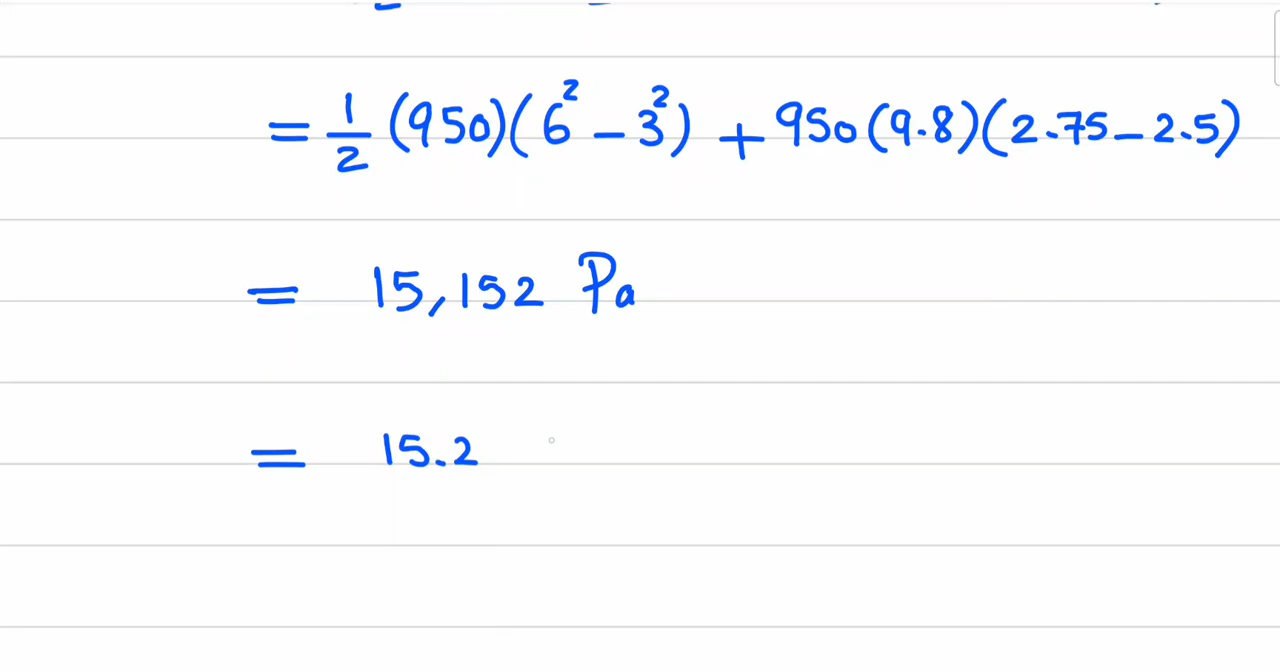 = 1/2 (950)(6² - 3²) + 950(9.8)(2.75 - 2.5)
= 15,152 Pa
= 15.2